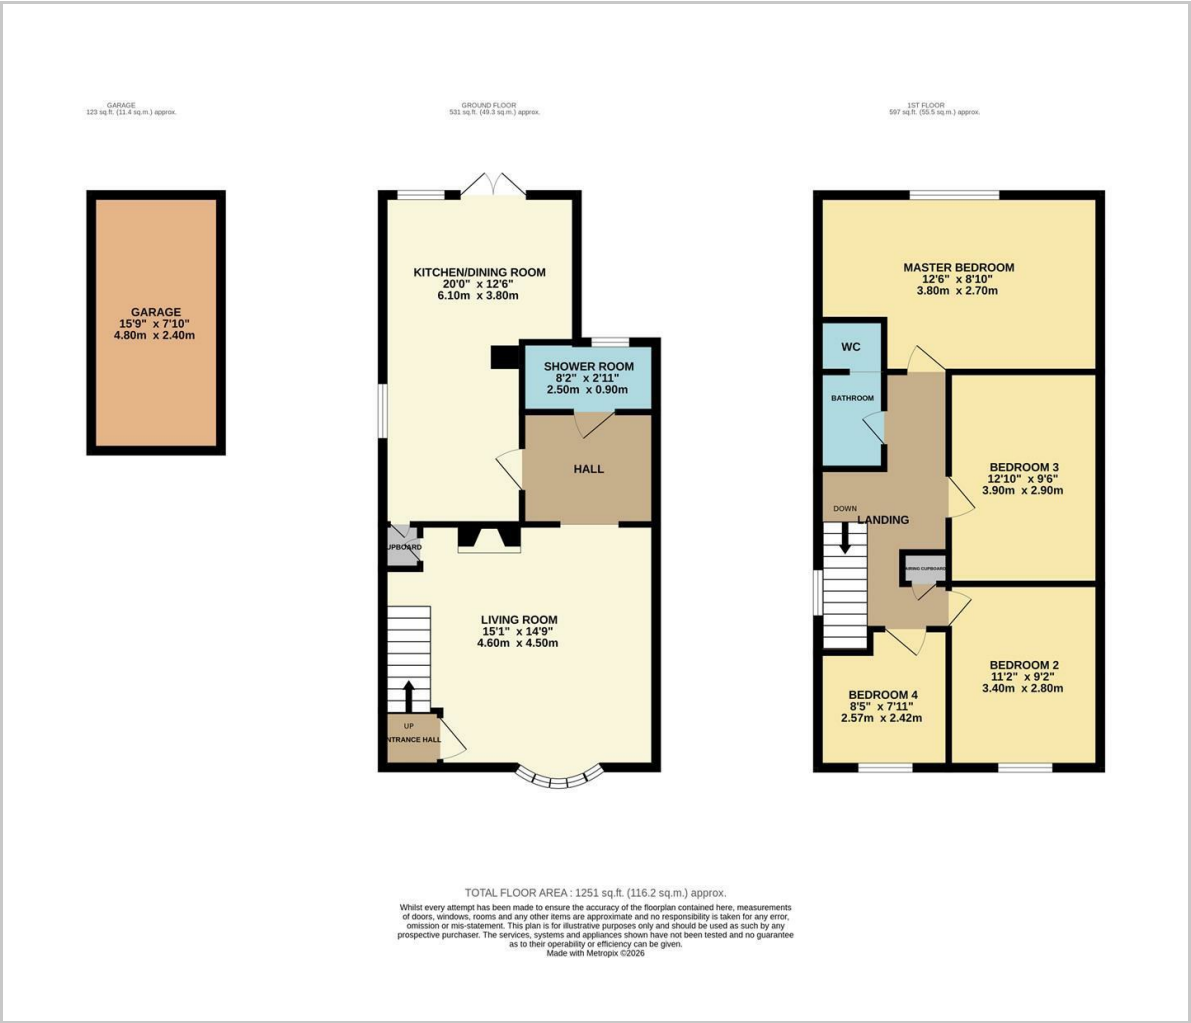 GARAGE
123 sq.ft. (11.4 sq.m.) approx.
GROUND FLOOR
531 sq.ft. (49.3 sq.m.) approx.
1ST FLOOR
597 sq.ft. (55.5 sq.m.) approx.
GARAGE
15'9" x 7'10"
4.80m x 2.40m
KITCHEN/DINING ROOM
20'0" x 12'6"
6.10m x 3.80m
SHOWER ROOM
8'2" x 2'11"
2.50m x 0.90m
HALL
UPBOARD
LIVING ROOM
15'1" x 14'9"
4.60m x 4.50m
UP
NTRANCE HALL
MASTER BEDROOM
12'6" x 8'10"
3.80m x 2.70m
WC
BATHROOM
BEDROOM 3
12'10" x 9'6"
3.90m x 2.90m
DOWN
LANDING
AIRING CUPBOARD
BEDROOM 2
11'2" x 9'2"
3.40m x 2.80m
BEDROOM 4
8'5" x 7'11"
2.57m x 2.42m
TOTAL FLOOR AREA : 1251 sq.ft. (116.2 sq.m.) approx.
Whilst every attempt has been made to ensure the accuracy of the floorplan contained here, measurements
of doors, windows, rooms and any other items are approximate and no responsibility is taken for any error,
omission or mis-statement. This plan is for illustrative purposes only and should be used as such by any
prospective purchaser. The services, systems and appliances shown have not been tested and no guarantee
as to their operability or efficiency can be given.
Made with Metropix ©2026